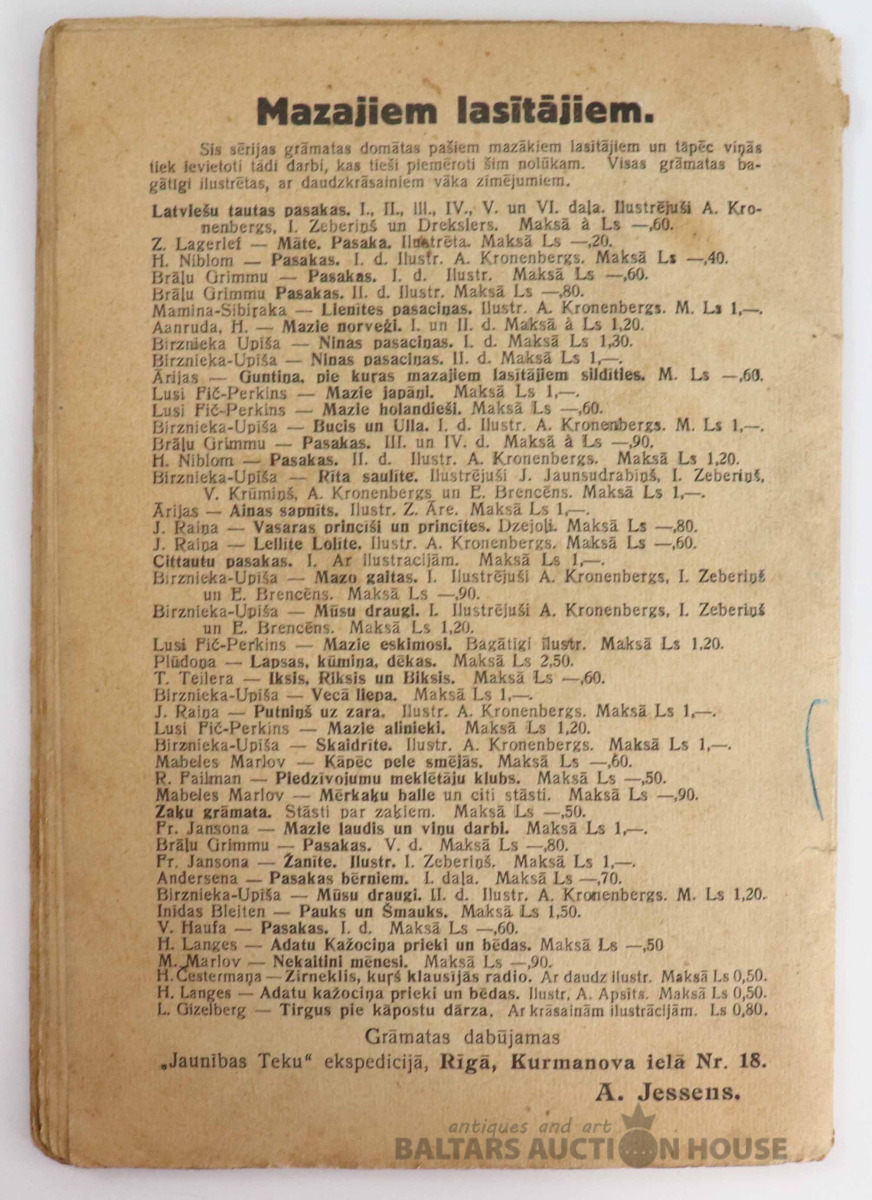 Mazajiem lasītājiem.
Šis sērijas grāmatas domātas pašiem mazākiem lasītājiem un tāpēc viņās
tiek ievietoti tādi darbi, kas tieši piemēroti šim nolūkam. Visas grāmatas ba-
gātīgi ilustrētas, ar daudzkrāsainiem vāka zīmējumiem.
Latviešu tautas pasakas. I., II., III., IV., V. un VI. daļa. Ilustrējuši A. Kro-
nenbergs, I. Zeberiņš un Drekslers. Maksā à Ls —,60.
Z. Lagerlef — Māte. Pasaka. Ilustrēta. Maksā Ls —,20.
H. Niblom — Pasakas. I. d. Ilustr. A. Kronenbergs. Maksā Ls —,40.
Brāļu Grimmu — Pasakas. I. d. Ilustr. Maksā Ls —,60.
Brāļu Grimmu Pasakas. II. d. Ilustr. Maksā Ls —,80.
Mamina-Sibiraka — Lienītes pasaciņas. Ilustr. A. Kronenbergs. M. Ls 1,—.
Aanruda, H. — Mazie norveģi. I. un II. d. Maksā à Ls 1,20.
Birznieka Upīša — Ninas pasaciņas. I. d. Maksā Ls 1,30.
Birznieka-Upīša — Ninas pasaciņas. II. d. Maksā Ls 1,—.
Ārijas — Guntiņa, pie kuras mazajiem lasītājiem sildīties. M. Ls —,60.
Lusi Fič-Perkins — Mazie japāņi. Maksā Ls 1,—.
Lusi Fič-Perkins — Mazie holandieši. Maksā Ls —,60.
Birznieka-Upīša — Bucis un Ulla. I. d. Ilustr. A. Kronenbergs. M. Ls 1,—.
Brāļu Grimmu — Pasakas. III. un IV. d. Maksā à Ls —,90.
H. Niblom — Pasakas. II. d. Ilustr. A. Kronenbergs. Maksā Ls 1,20.
Birznieka-Upīša — Rīta saulīte. Ilustrējuši J. Jaunsudrabiņš, I. Zeberiņš,
V. Krūmiņš, A. Kronenbergs un E. Brencēns. Maksā Ls 1,—.
Ārijas — Ainas sapnīts. Ilustr. Z. Āre. Maksā Ls 1,—.
J. Raiņa — Vasaras princīši un princītes. Dzejoļi. Maksā Ls —,80.
J. Raiņa — Lellīte Lolīte. Ilustr. A. Kronenbergs. Maksā Ls —,60.
Cittautu pasakas. I. Ar ilustracijām. Maksā Ls 1,—.
Birznieka-Upīša — Mazo gaitas. I. Ilustrējuši A. Kronenbergs, I. Zeberiņš
un E. Brencēns. Maksā Ls —,90.
Birznieka-Upīša — Mūsu draugi. I. Ilustrējuši A. Kronenbergs, I. Zeberiņš
un E. Brencēns. Maksā Ls 1,20.
Lusi Fič-Perkins — Mazie eskimosi. Bagātīgi ilustr. Maksā Ls 1,20.
Plūdoņa — Lapsas, kūmiņa, dēkas. Maksā Ls 2,50.
T. Teilera — Iksis, Riksis un Biksis. Maksā Ls —,60.
Birznieka-Upīša — Vecā liepa. Maksā Ls 1,—.
J. Raiņa — Putniņš uz zara. Ilustr. A. Kronenbergs. Maksā Ls 1,—.
Lusi Fič-Perkins — Mazie alinieki. Maksā Ls 1,20.
Birznieka-Upīša — Skaidrīte. Ilustr. A. Kronenbergs. Maksā Ls 1,—.
Mabeles Marlov — Kāpēc pele smējās. Maksā Ls —,60.
R. Failman — Piedzīvojumu meklētāju klubs. Maksā Ls —,50.
Mabeles Marlov — Mērkaķu balle un citi stāsti. Maksā Ls —,90.
Zaķu grāmata. Stāsti par zaķiem. Maksā Ls —,50.
Fr. Jansona — Mazie ļaudis un viņu darbi. Maksā Ls 1,—.
Brāļu Grimmu — Pasakas. V. d. Maksā Ls —,80.
Fr. Jansona — Žanīte. Ilustr. I. Zeberiņš. Maksā Ls 1,—.
Andersena — Pasakas bērniem. I. daļa. Maksā Ls —,70.
Birznieka-Upīša — Mūsu draugi. II. d. Ilustr. A. Kronenbergs. M. Ls 1,20.
Inidas Bleiten — Pauks un Šmauks. Maksā Ls 1,50.
V. Haufa — Pasakas. I. d. Maksā Ls —,60.
H. Langes — Adatu Kažociņa prieki un bēdas. Maksā Ls —,50
M. Marlov — Nekaitini mēnesi. Maksā Ls —,90.
H. Čestermaņa — Zirneklis, kuŗš klausījās radio. Ar daudz ilustr. Maksā Ls 0,50.
H. Langes — Adatu kažociņa prieki un bēdas. Ilustr. A. Apsīts. Maksā Ls 0,50.
L. Gizelberg — Tirgus pie kāpostu dārza. Ar krāsainām ilustrācijām. Ls 0,80.
Grāmatas dabūjamas
„Jaunības Teku“ ekspedicijā, Rīgā, Kurmanova ielā Nr. 18.
A. Jessens.
antiques and art
BALTARS AUCTION HOUSE